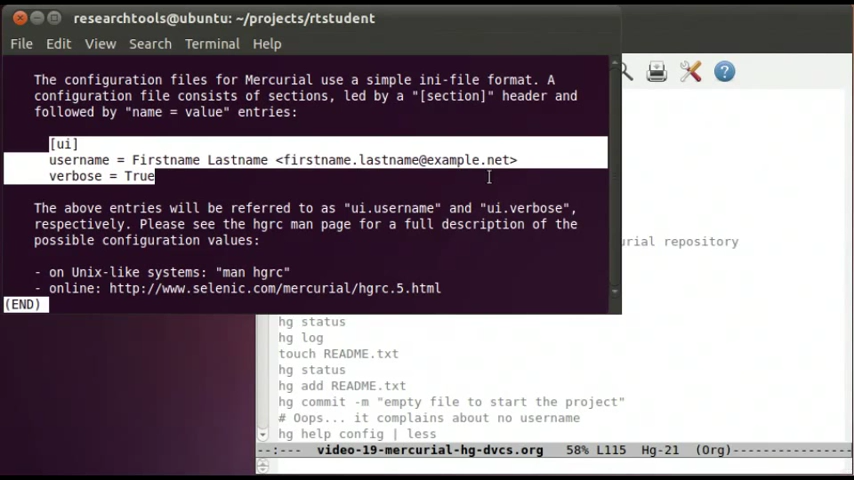 researchtools@ubuntu: ~/projects/rtstudent
File Edit View Search Terminal Help
The configuration files for Mercurial use a simple ini-file format. A
configuration file consists of sections, led by a "[section]" header and
followed by "name = value" entries:
[ui]
username = Firstname Lastname <firstname.lastname@example.net>
verbose = True
The above entries will be referred to as "ui.username" and "ui.verbose",
respectively. Please see the hgrc man page for a full description of the
possible configuration values:
- on Unix-like systems: "man hgrc"
- online: http://www.selenic.com/mercurial/hgrc.5.html
(END)
urial repository
hg status
hg log
touch README.txt
hg status
hg add README.txt
hg commit -m "empty file to start the project"
# Oops... it complains about no username
hg help config | less
--:--- video-19-mercurial-hg-dvcs.org 58% L115 Hg-21 (Org)----------------